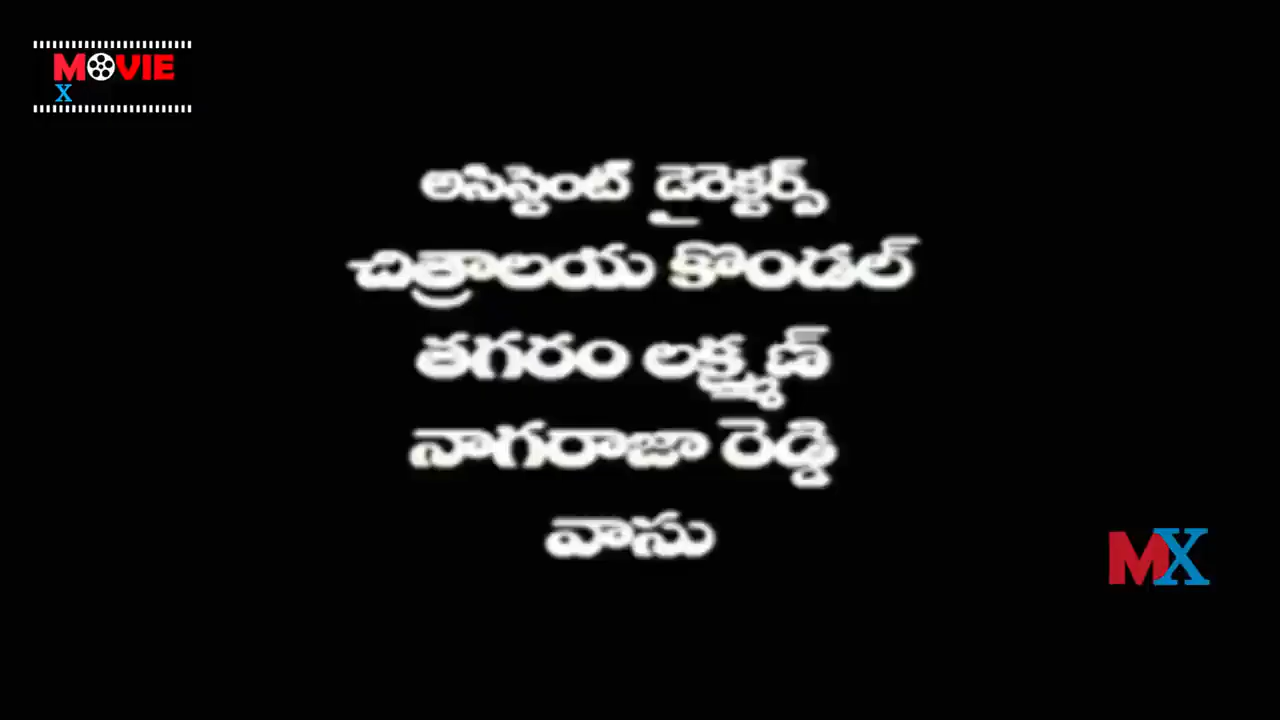 MOVIE
X
అసిస్టెంట్ డైరెక్టర్స్
చిత్రాలయ కొండల్
తగరం లక్ష్మణ్
నాగరాజా రెడ్డి
వాసు
MX